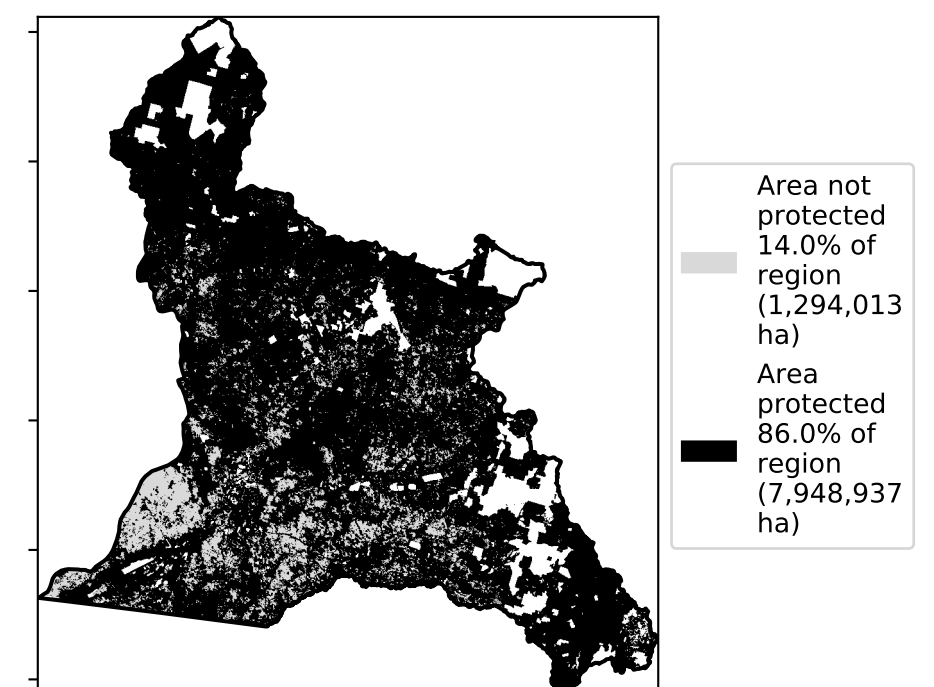 Area not
protected
14.0% of
region
(1,294,013
ha)
Area
protected
86.0% of
region
(7,948,937
ha)